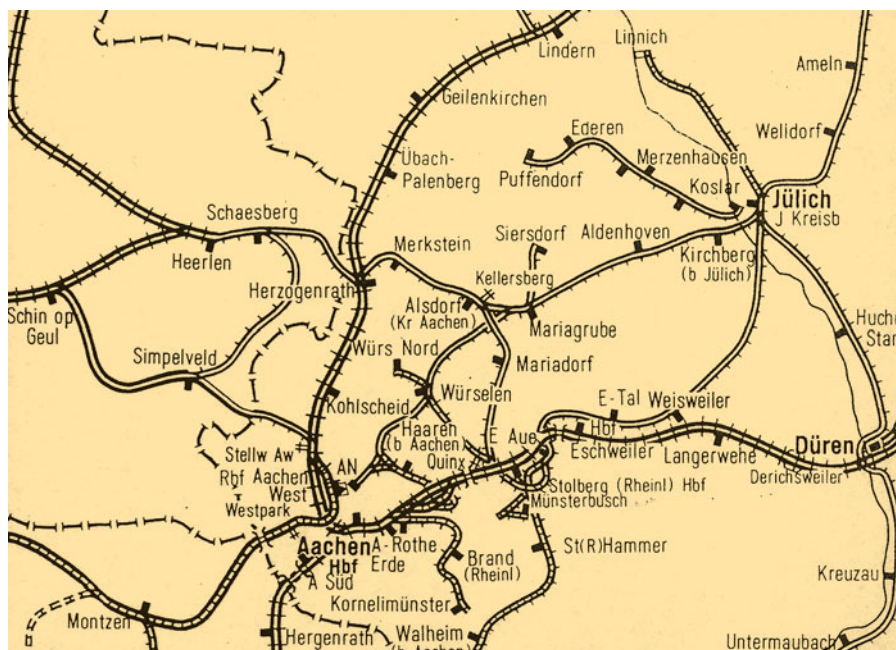 Lindern
Linnich
Ameln
Geilenkirchen
Ederen
Welldorf
Übach-
Palenberg
Merzenhausen
Puffendorf
Koslar
Jülich
J Kreisb
Schaesberg
Siersdorf
Aldenhoven
Merkstein
Heerlen
Kirchberg
(b Jülich)
Kellersberg
Herzogenrath
Alsdorf
(Kr Aachen)
Schin op
Geul
Mariagrube
Huch
Star
Würs Nord
Mariadorf
Simpelveld
Kohlscheid
Würselen
E-Tal
Weisweiler
Haaren
(b Aachen)
E Aue
Hbf
Eschweiler
Düren
Stellw Aw
Quinx
Langerwehe
Rbf Aachen
West
AN
Stolberg (Rheinl) Hbf
Derichsweiler
Westpark
Münsterbusch
Aachen
Hbf
A-Rothe
Erde
St(R)Hammer
Brand
(Rheinl)
A Süd
Kreuzau
Kornelimünster
Montzen
Hergenrath
Walheim
(b Aachen)
Untermaubach